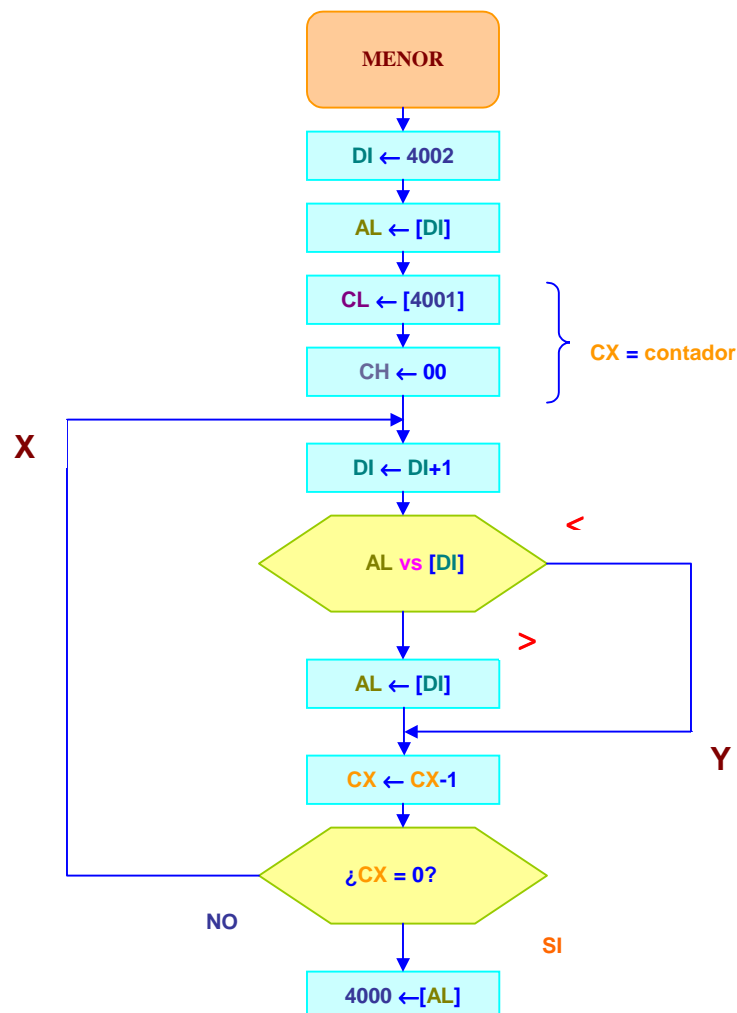 MENOR
DI ← 4002
AL ← [DI]
CL ← [4001]
CX = contador
CH ← 00
X
DI ← DI+1
<
AL vs [DI]
>
AL ← [DI]
Y
CX ← CX-1
¿CX = 0?
NO
SI
4000 ←[AL]